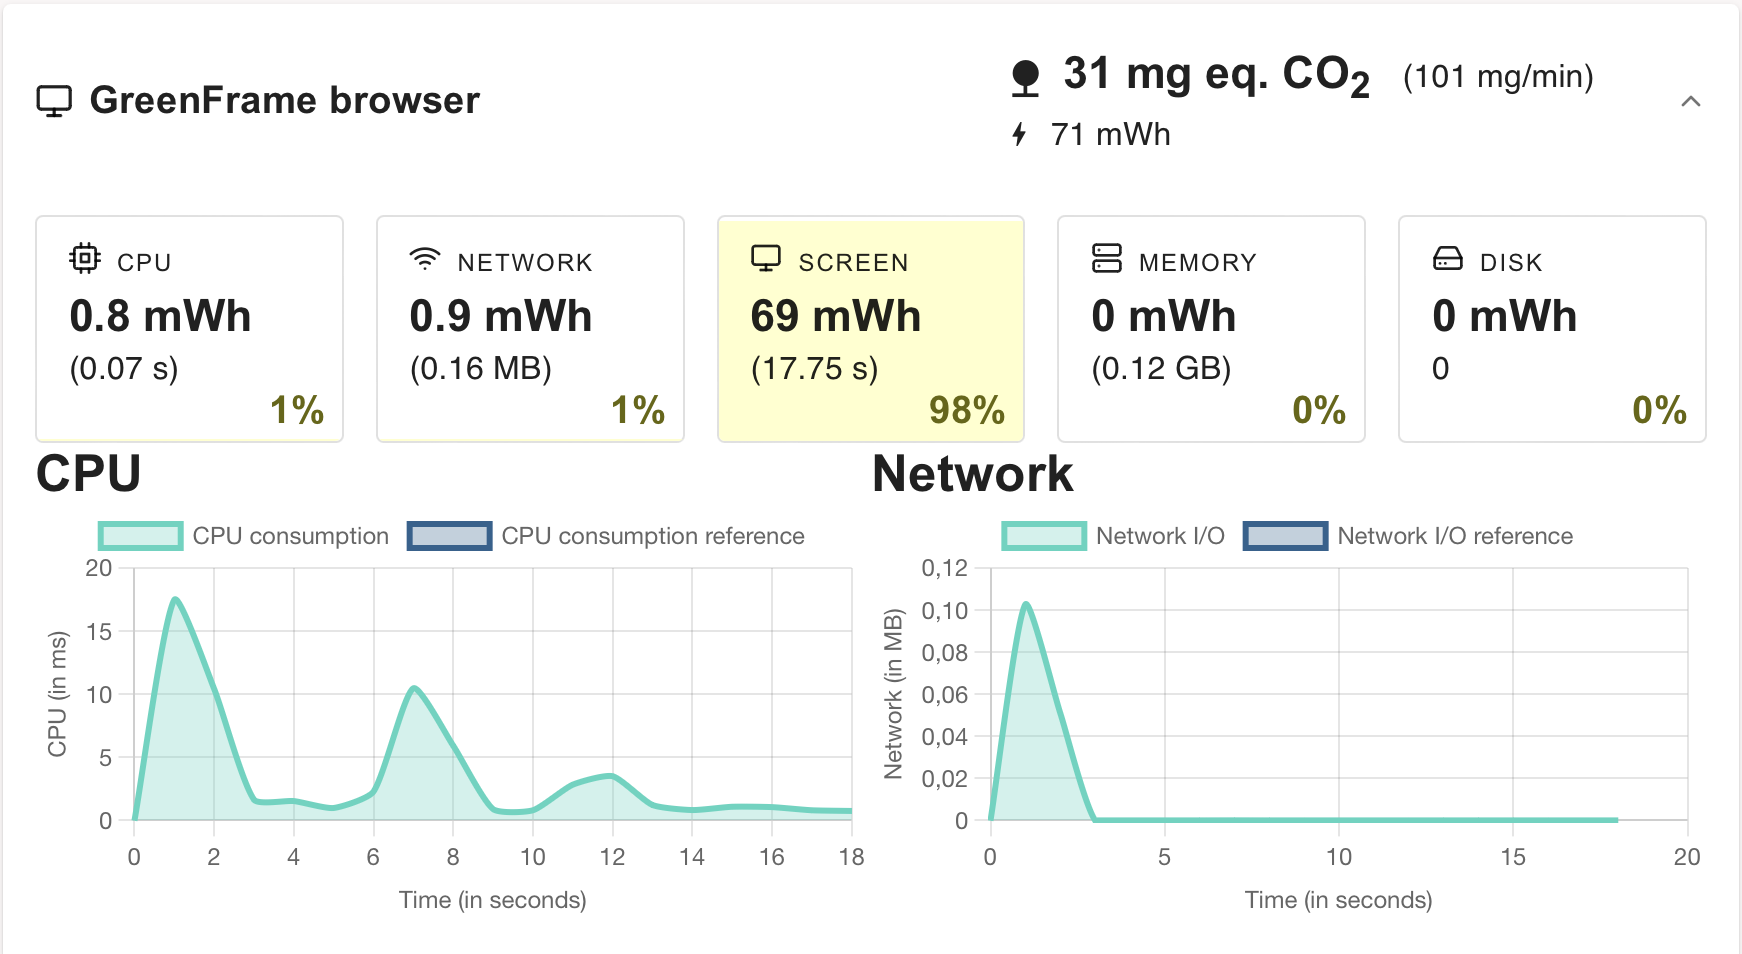 GreenFrame browser
31 mg eq. CO₂ (101 mg/min)
71 mWh
CPU
0.8 mWh
(0.07 s)
1%
NETWORK
0.9 mWh
(0.16 MB)
1%
SCREEN
69 mWh
(17.75 s)
98%
MEMORY
0 mWh
(0.12 GB)
0%
DISK
0 mWh
0
0%
CPU
CPU consumption CPU consumption reference
20
15
10
5
0
CPU (in ms)
0 2 4 6 8 10 12 14 16 18
Time (in seconds)
Network
Network I/O Network I/O reference
0,12
0,10
0,08
0,06
0,04
0,02
0
Network (in MB)
0 5 10 15 20
Time (in seconds)